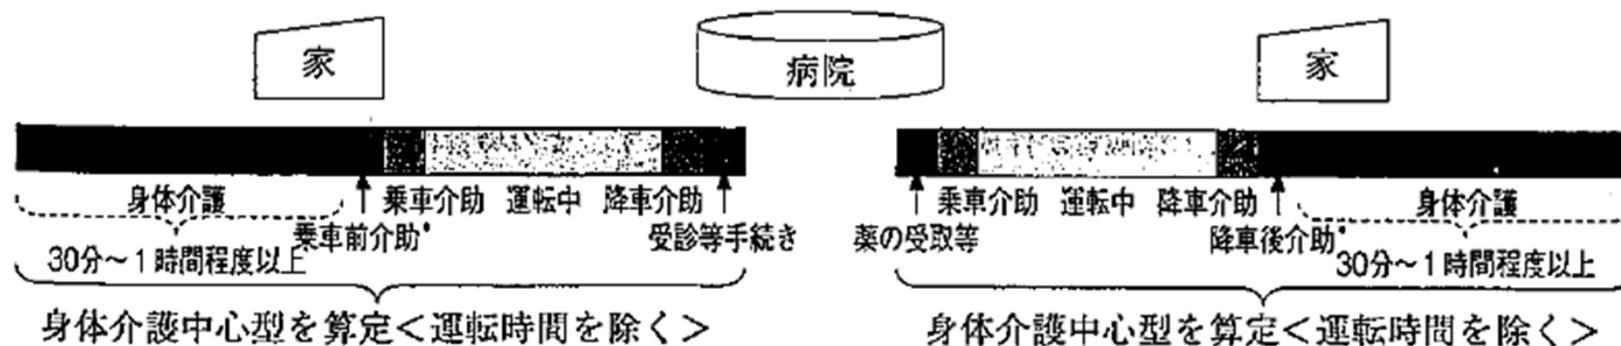 家
病院
家
身体介護 乗車介助 運転中 降車介助
乗車前介助* 受診等手続き
30分～1時間程度以上
身体介護中心型を算定＜運転時間を除く＞
乗車介助 運転中 降車介助 身体介護
薬の受取等 降車後介助*
30分～1時間程度以上
身体介護中心型を算定＜運転時間を除く＞